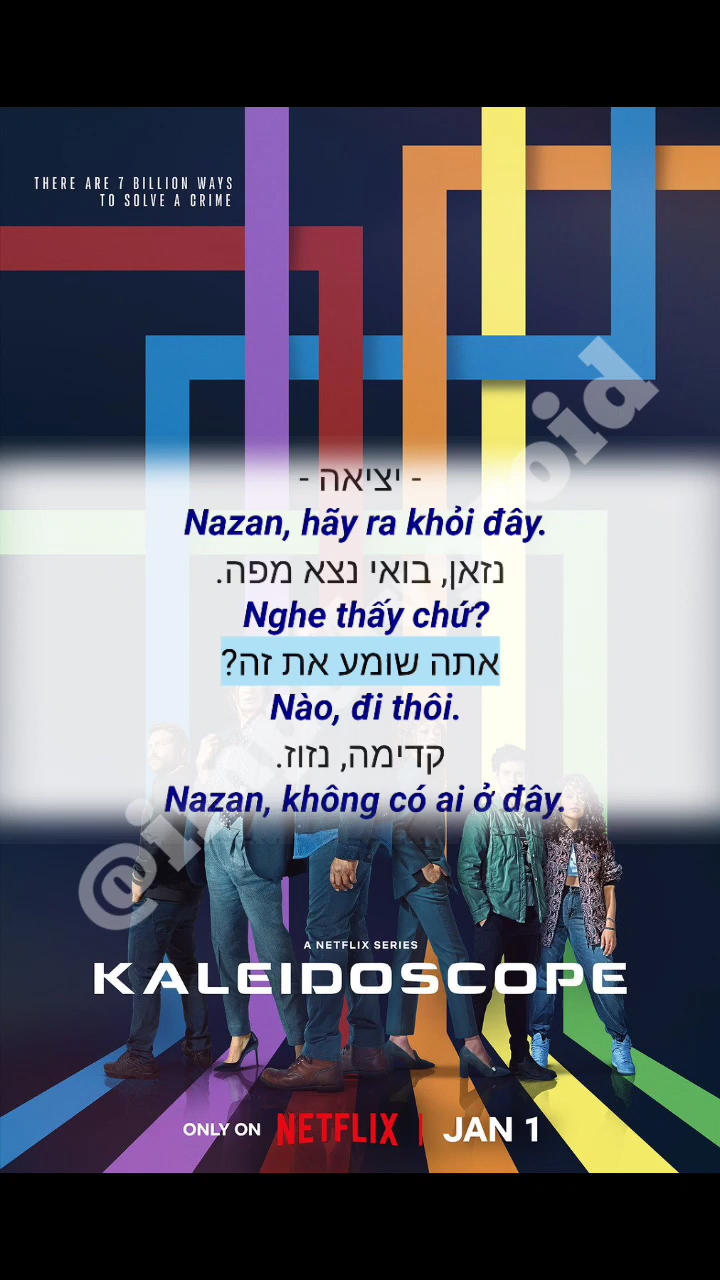 THERE ARE 7 BILLION WAYS
TO SOLVE A CRIME
- יציאה -
Nazan, hãy ra khỏi đây.
נזאן, בואי נצא מפה.
Nghe thấy chứ?
אתה שומע את זה?
Nào, đi thôi.
קדימה, נזוז.
Nazan, không có ai ở đây.
A NETFLIX SERIES
KALEIDOSCOPE
ONLY ON NETFLIX | JAN 1